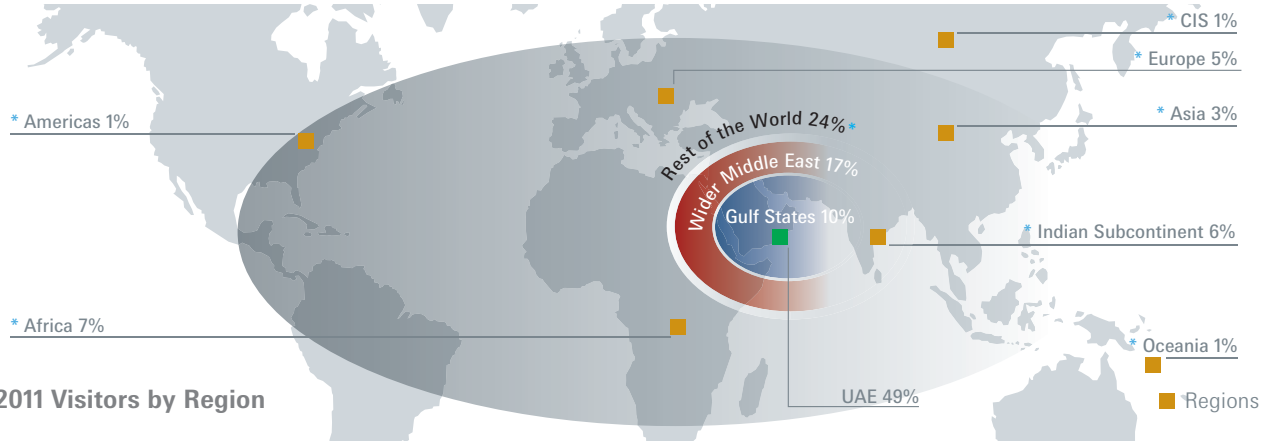 * CIS 1%
* Europe 5%
* Americas 1%
* Asia 3%
Rest of the World 24%*
Wider Middle East 17%
Gulf States 10%
* Indian Subcontinent 6%
* Africa 7%
* Oceania 1%
UAE 49%
2011 Visitors by Region
Regions